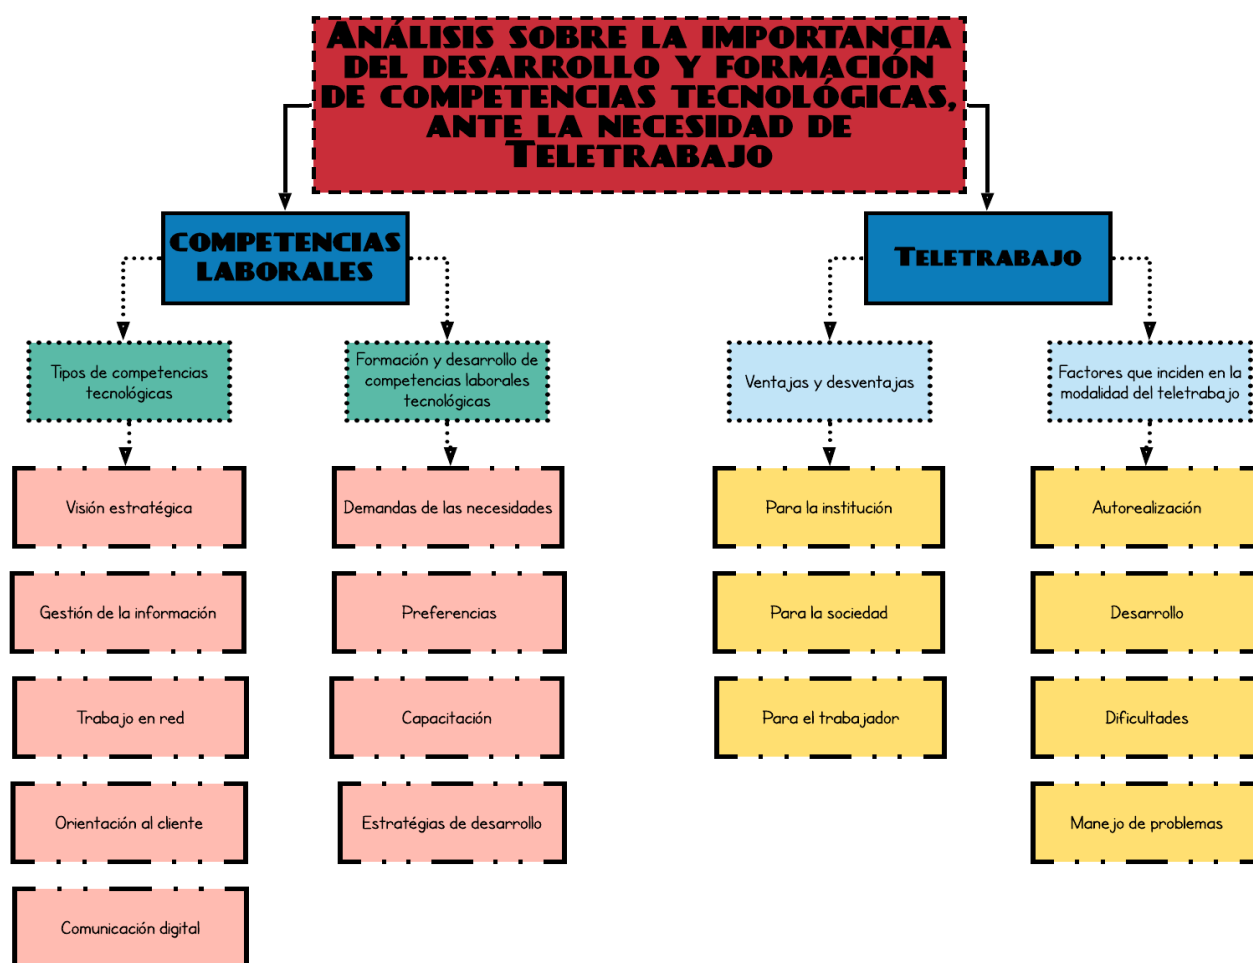 Análisis sobre la importancia
del desarrollo y formación
de competencias tecnológicas,
ante la necesidad de
Teletrabajo
competencias
laborales
Teletrabajo
Tipos de competencias
tecnológicas
Formación y desarrollo de
competencias laborales
tecnológicas
Ventajas y desventajas
Factores que inciden en la
modalidad del teletrabajo
Visión estratégica
Demandas de las necesidades
Para la institución
Autorealización
Gestión de la información
Preferencias
Para la sociedad
Desarrollo
Trabajo en red
Capacitación
Para el trabajador
Dificultades
Orientación al cliente
Estratégias de desarrollo
Manejo de problemas
Comunicación digital